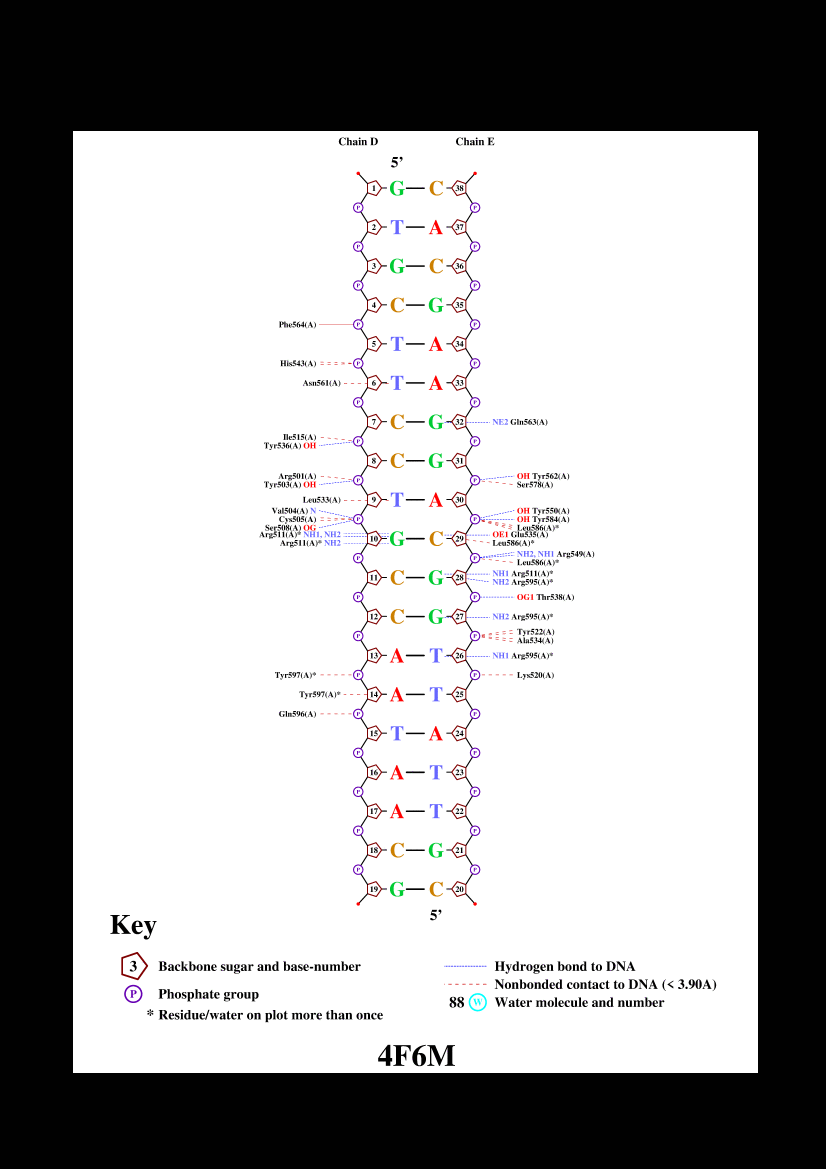 Chain D Chain E
5’
1 G C 38
P P
2 T A 37
P P
3 G C 36
P P
4 C G 35
Phe564(A) P P
5 T A 34
His543(A) P P
Asn561(A) 6 T A 33
P P
7 C G 32 NE2 Gln563(A)
Ile515(A) P P
Tyr536(A) OH
8 C G 31
Arg501(A) P P OH Tyr562(A)
Tyr503(A) OH Ser578(A)
Leu533(A) 9 T A 30
Val504(A) N OH Tyr550(A)
Cys505(A) P P OH Tyr584(A)
Ser508(A) OG Leu586(A)*
Arg511(A)* NH1, NH2 OE1 Glu535(A)
10 G C 29
Arg511(A)* NH2 Leu586(A)*
P P NH2, NH1 Arg549(A)
Leu586(A)*
11 C G 28 NH1 Arg511(A)*
NH2 Arg595(A)*
P P OG1 Thr538(A)
12 C G 27 NH2 Arg595(A)*
P P Tyr522(A)
Ala534(A)
13 A T 26 NH1 Arg595(A)*
Tyr597(A)* P P Lys520(A)
Tyr597(A)* 14 A T 25
Gln596(A) P P
15 T A 24
P P
16 A T 23
P P
17 A T 22
P P
18 C G 21
P P
19 G C 20
5’
Key
3 Backbone sugar and base-number
P Phosphate group
* Residue/water on plot more than once
Hydrogen bond to DNA
Nonbonded contact to DNA (< 3.90A)
88 W Water molecule and number
4F6M